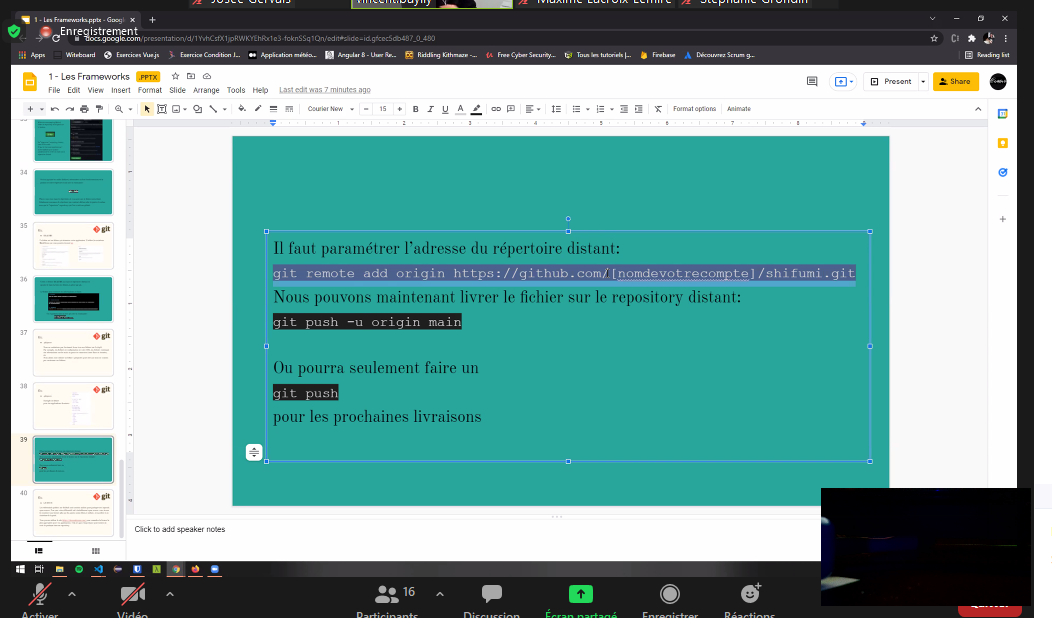 Josée Gervais
vincent.baylly
Maxime Lacroix-Lemire
Stéphanie Grondin
1 - Les Frameworks.pptx - Googl
Enregistrement
docs.google.com/presentation/d/1YvhCsfX1jpRWKYEhRx1e3-foknSSq1Qn/edit#slide=id.gfcec5db487_0_480
Apps
Witeboard
Exercices Vue.js
Exercice Condition J...
Application météo...
Angular 8 - User Re...
Riddling Kithmaze -...
Free Cyber Security...
Tous les tutoriels |...
Firebase
Découvrez Scrum g...
Reading list
1 - Les Frameworks
.PPTX
File Edit View Insert Format Slide Arrange Tools Help
Last edit was 7 minutes ago
Present
Share
Courier New
15
B I U A
Format options
Animate
34
35
git
36
37
git
38
git
39
40
git
Il faut paramétrer l'adresse du répertoire distant:
git remote add origin https://github.com/[nomdevotrecompte]/shifumi.git
Nous pouvons maintenant livrer le fichier sur le repository distant:
git push -u origin main
Ou pourra seulement faire un
git push
pour les prochaines livraisons
Click to add speaker notes
16
Activer
Vidéo
Participants
Discussion
Écran partagé
Enregistrer
Réactions